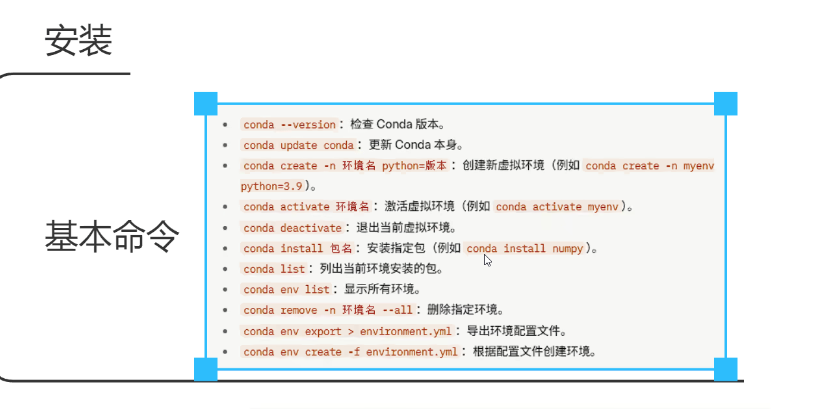 安装
基本命令
conda --version：检查 Conda 版本。
conda update conda：更新 Conda 本身。
conda create -n 环境名 python=版本：创建新虚拟环境（例如 conda create -n myenv
python=3.9）。
conda activate 环境名：激活虚拟环境（例如 conda activate myenv）。
conda deactivate：退出当前虚拟环境。
conda install 包名：安装指定包（例如 conda install numpy）。
conda list：列出当前环境安装的包。
conda env list：显示所有环境。
conda remove -n 环境名 --all：删除指定环境。
conda env export > environment.yml：导出环境配置文件。
conda env create -f environment.yml：根据配置文件创建环境。